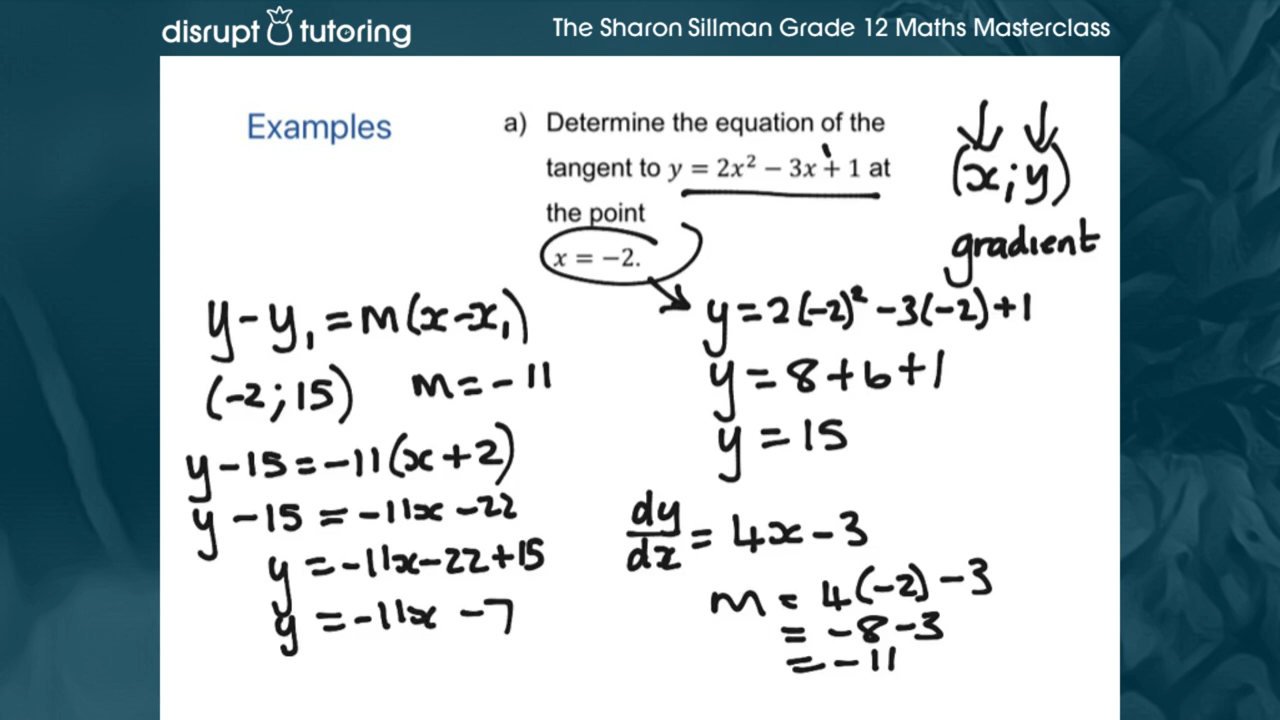 disrupt tutoring
The Sharon Sillman Grade 12 Maths Masterclass
Examples
a) Determine the equation of the
tangent to y = 2x² − 3x + 1 at
the point
x = −2.
(x;y)
gradient
y-y₁=m(x-x₁)
(-2;15) m=-11
y-15=-11(x+2)
y-15=-11x-22
y=-11x-22+15
y=-11x-7
y=2(-2)²-3(-2)+1
y=8+6+1
y=15
dy/dx=4x-3
m=4(-2)-3
=-8-3
=-11